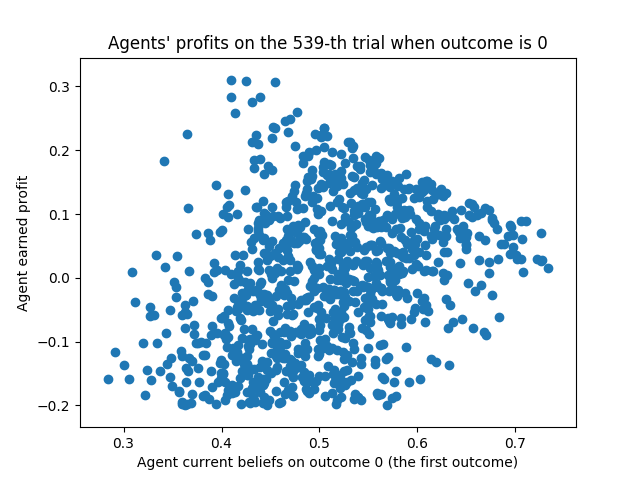 Agents' profits on the 539-th trial when outcome is 0
Agent earned profit
0.3
0.2
0.1
0.0
−0.1
−0.2
0.3 0.4 0.5 0.6 0.7
Agent current beliefs on outcome 0 (the first outcome)